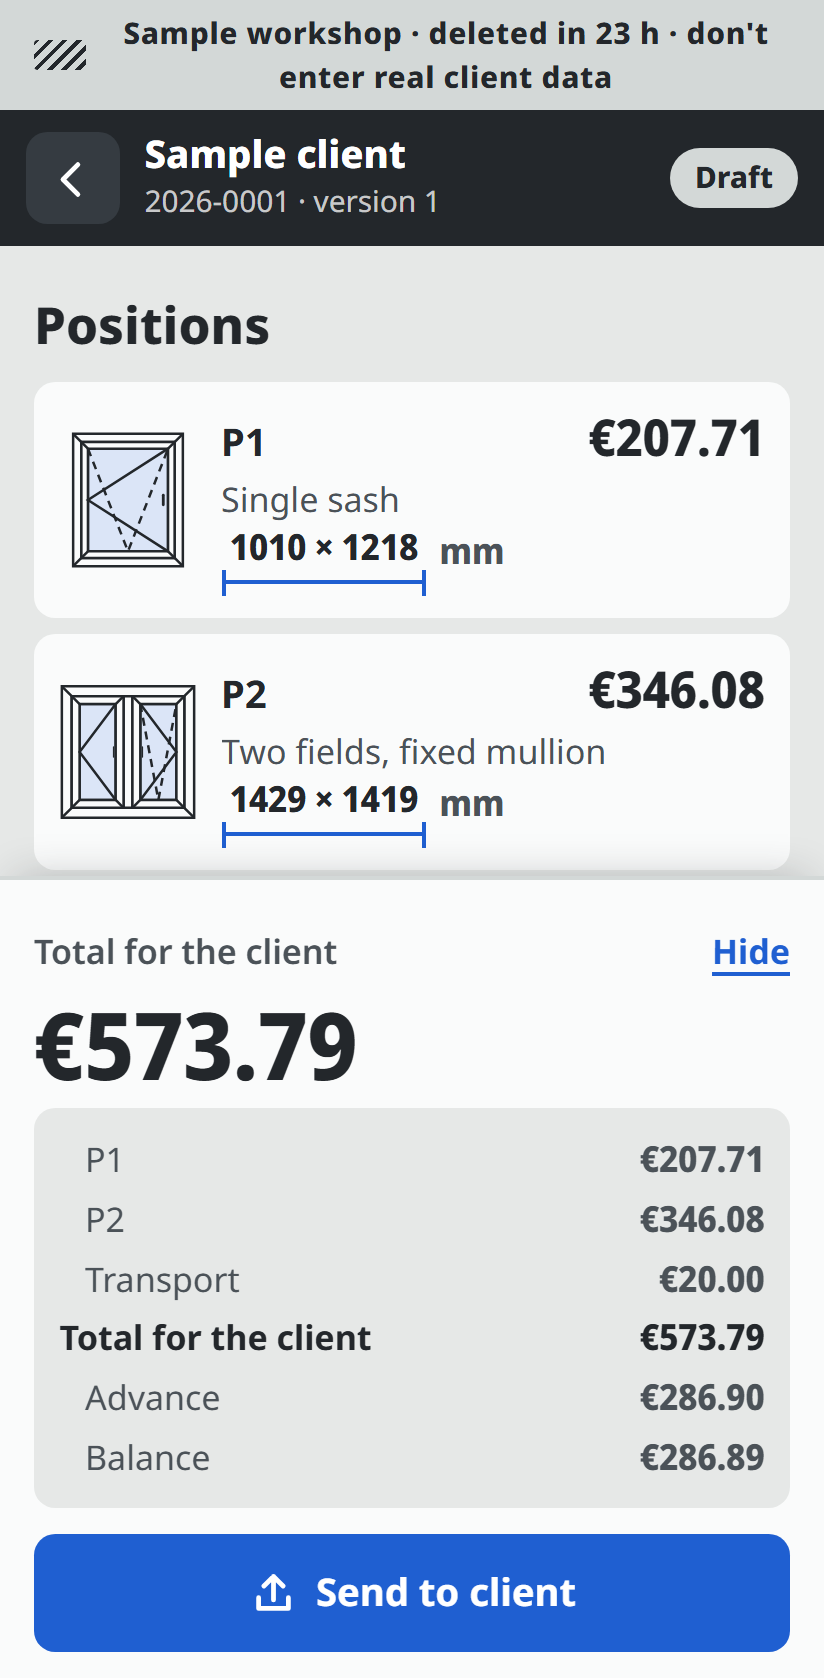 Sample workshop · deleted in 23 h · don't
enter real client data
Sample client
2026-0001 · version 1
Draft
Positions
P1
€207.71
Single sash
1010 × 1218 mm
P2
€346.08
Two fields, fixed mullion
1429 × 1419 mm
Total for the client
Hide
€573.79
P1 €207.71
P2 €346.08
Transport €20.00
Total for the client €573.79
Advance €286.90
Balance €286.89
Send to client